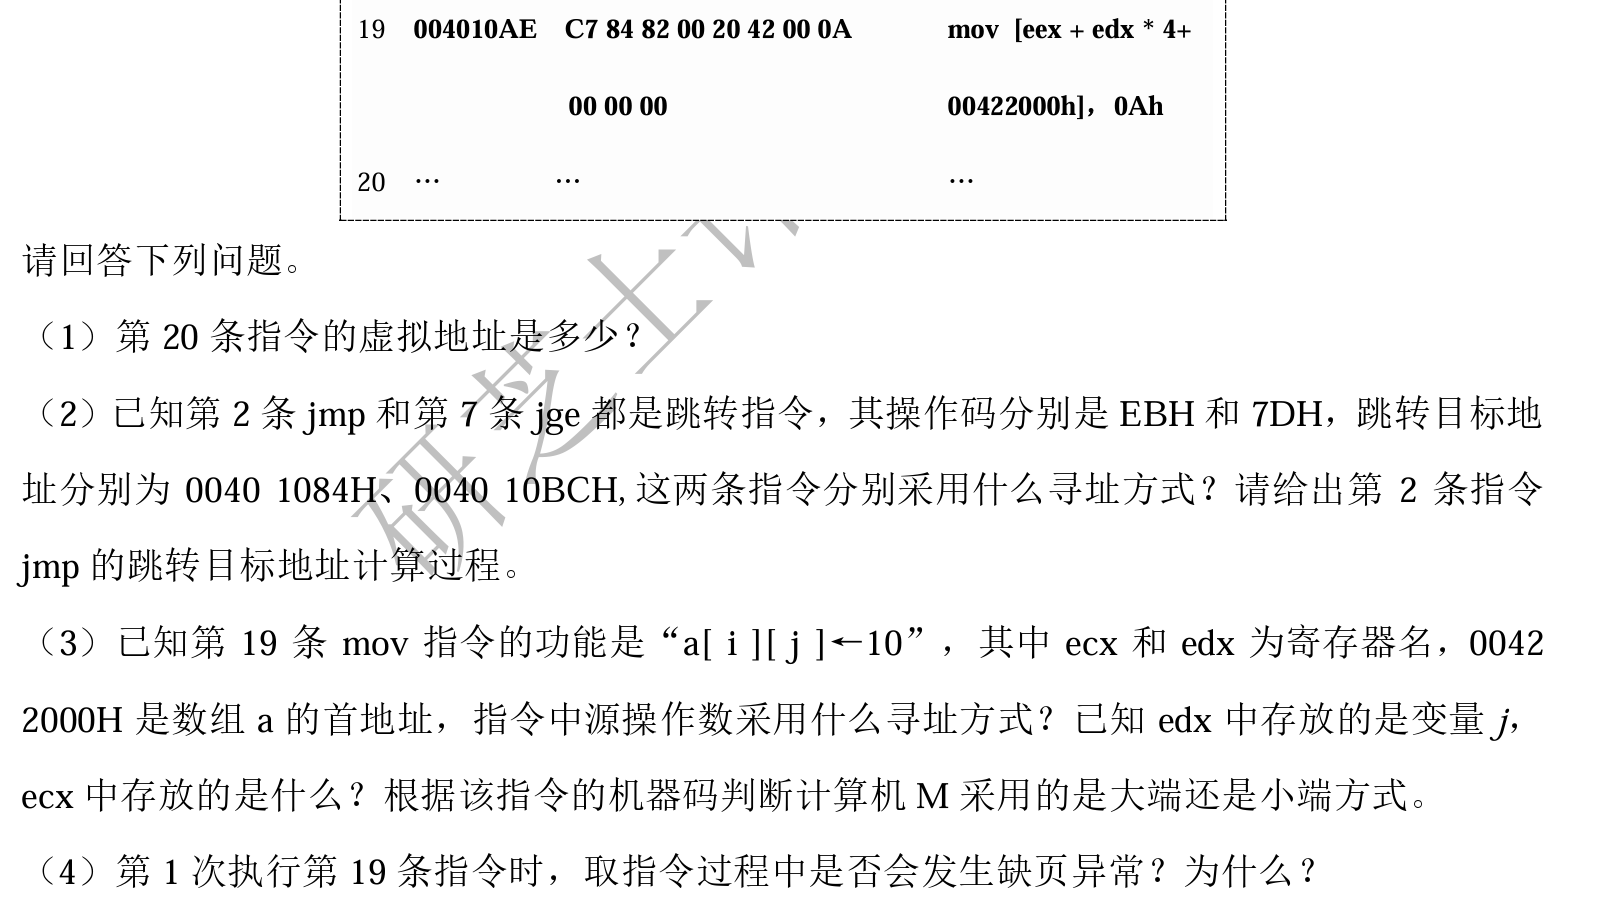 19 004010AE C7 84 82 00 20 42 00 0A mov [eex + edx * 4+
00 00 00 00422000h]，0Ah
20 … … …
请回答下列问题。
（1）第 20 条指令的虚拟地址是多少？
（2）已知第 2 条 jmp 和第 7 条 jge 都是跳转指令，其操作码分别是 EBH 和 7DH，跳转目标地
址分别为 0040 1084H、0040 10BCH,这两条指令分别采用什么寻址方式？请给出第 2 条指令
jmp 的跳转目标地址计算过程。
（3）已知第 19 条 mov 指令的功能是“a[ i ][ j ]←10”，其中 ecx 和 edx 为寄存器名，0042
2000H 是数组 a 的首地址，指令中源操作数采用什么寻址方式？已知 edx 中存放的是变量 j，
ecx 中存放的是什么？根据该指令的机器码判断计算机 M 采用的是大端还是小端方式。
（4）第 1 次执行第 19 条指令时，取指令过程中是否会发生缺页异常？为什么？
研芝士